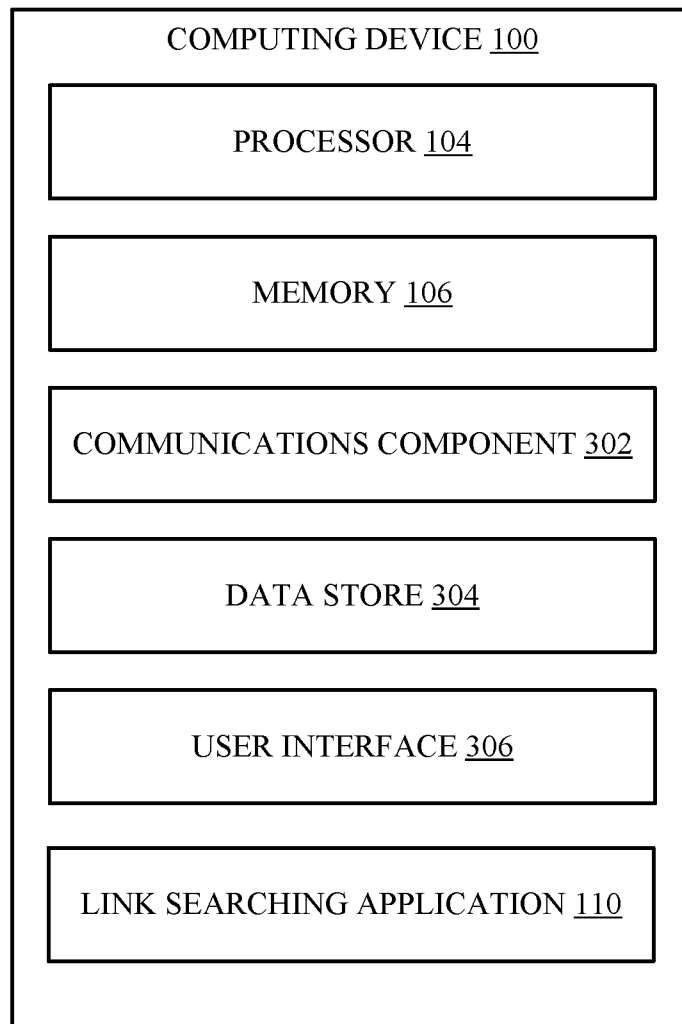 COMPUTING DEVICE 100
PROCESSOR 104
MEMORY 106
COMMUNICATIONS COMPONENT 302
DATA STORE 304
USER INTERFACE 306
LINK SEARCHING APPLICATION 110